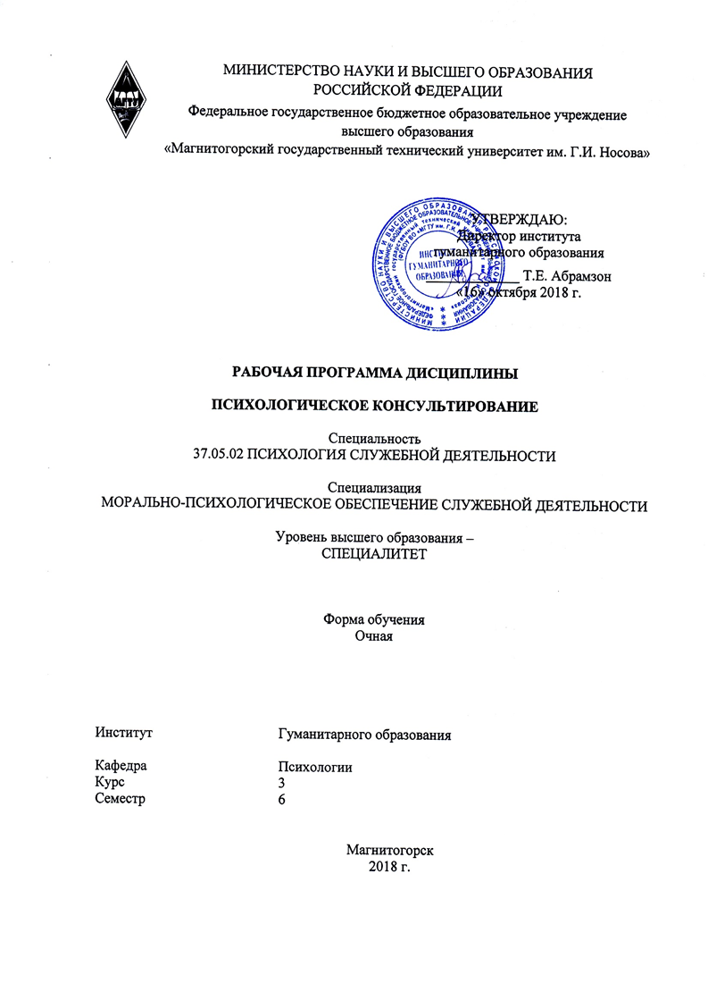 МИНИСТЕРСТВО НАУКИ И ВЫСШЕГО ОБРАЗОВАНИЯ
РОССИЙСКОЙ ФЕДЕРАЦИИ
Федеральное государственное бюджетное образовательное учреждение
высшего образования
«Магнитогорский государственный технический университет им. Г.И. Носова»
УТВЕРЖДАЮ:
Директор института
гуманитарного образования
Т.Е. Абрамзон
«16» октября 2018 г.
ИНСТИТУТ
ГУМАНИТАРНОГО
ОБРАЗОВАНИЯ
РАБОЧАЯ ПРОГРАММА ДИСЦИПЛИНЫ
ПСИХОЛОГИЧЕСКОЕ КОНСУЛЬТИРОВАНИЕ
Специальность
37.05.02 ПСИХОЛОГИЯ СЛУЖЕБНОЙ ДЕЯТЕЛЬНОСТИ
Специализация
МОРАЛЬНО-ПСИХОЛОГИЧЕСКОЕ ОБЕСПЕЧЕНИЕ СЛУЖЕБНОЙ ДЕЯТЕЛЬНОСТИ
Уровень высшего образования –
СПЕЦИАЛИТЕТ
Форма обучения
Очная
Институт Гуманитарного образования
Кафедра Психологии
Курс 3
Семестр 6
Магнитогорск
2018 г.